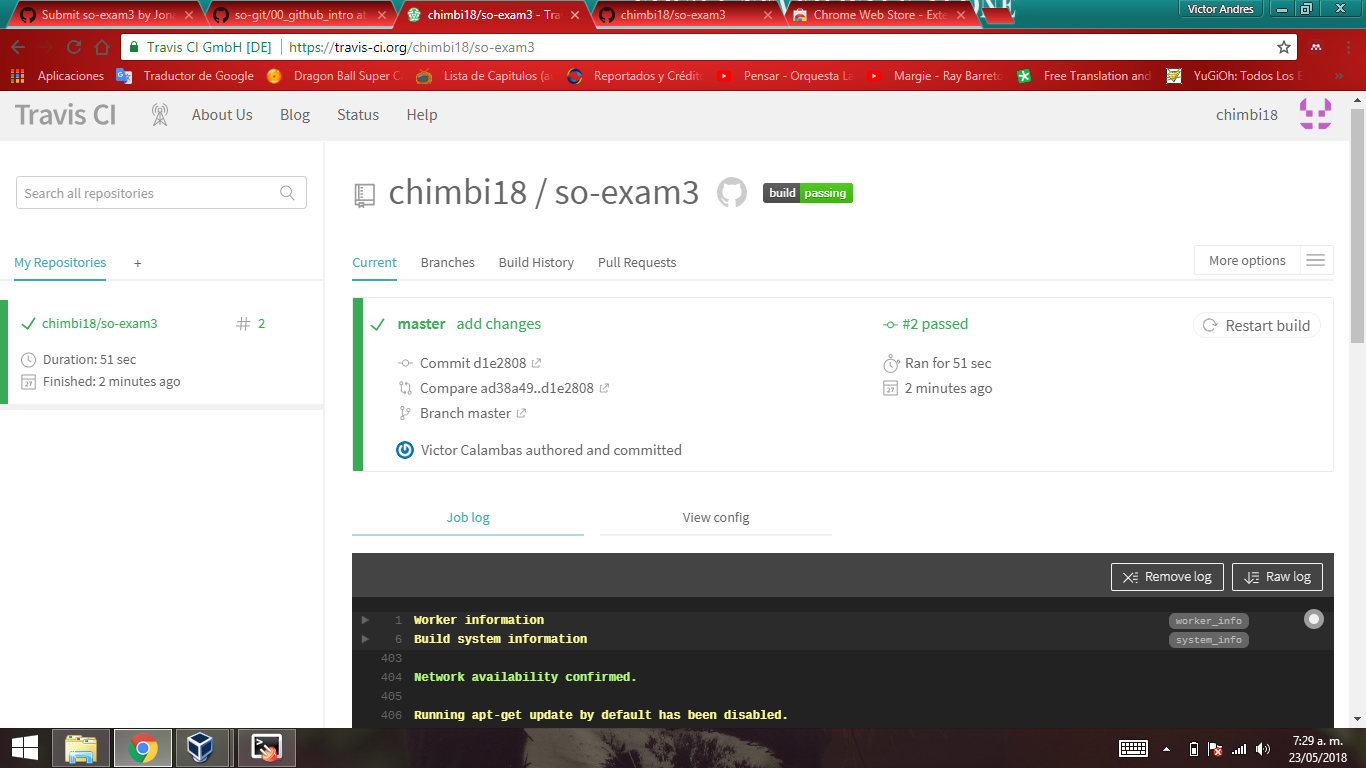 Submit so-exam3 by Jon
so-git/00_github_intro at
chimbi18/so-exam3 - Tra
chimbi18/so-exam3
Chrome Web Store - Exte
Victor Andres
Travis CI GmbH [DE] https://travis-ci.org/chimbi18/so-exam3
Aplicaciones Traductor de Google Dragon Ball Super C Lista de Capitulos (a Reportados y Crédit Pensar - Orquesta La Margie - Ray Barreto Free Translation and YuGiOh: Todos Los E »
Travis CI About Us Blog Status Help chimbi18
Search all repositories
chimbi18 / so-exam3 build passing
My Repositories +
Current Branches Build History Pull Requests More options
chimbi18/so-exam3 # 2
Duration: 51 sec
Finished: 2 minutes ago
master add changes #2 passed Restart build
Commit d1e2808 Ran for 51 sec
Compare ad38a49..d1e2808 2 minutes ago
Branch master
Victor Calambas authored and committed
Job log View config
Remove log Raw log
1 Worker information worker_info
6 Build system information system_info
403
404 Network availability confirmed.
405
406 Running apt-get update by default has been disabled.
7:29 a. m.
23/05/2018